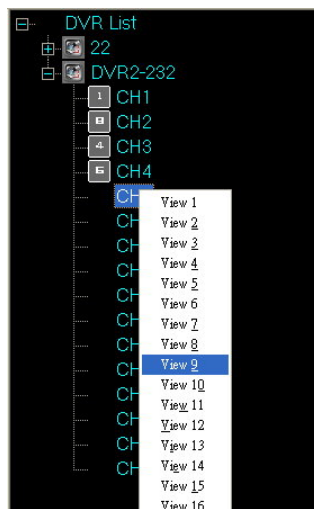 DVR List
22
DVR2-232
1 CH1
CH2
4 CH3
CH4
CH
CH
CH
CH
CH
CH
CH
CH
CH
CH
CH
CH
View 1
View 2
View 3
View 4
View 5
View 6
View 7
View 8
View 9
View 10
View 11
View 12
View 13
View 14
View 15
View 16